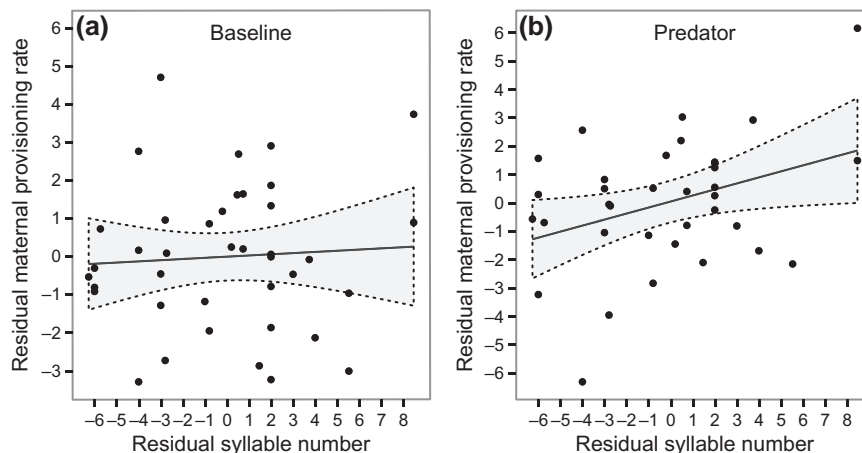 (a)
Baseline
Residual maternal provisioning rate
6
5
4
3
2
1
0
–1
–2
–3
–6 –5 –4 –3 –2 –1 0 1 2 3 4 5 6 7 8
Residual syllable number
(b)
Predator
Residual maternal provisioning rate
6
5
4
3
2
1
0
–1
–2
–3
–4
–5
–6
–6 –5 –4 –3 –2 –1 0 1 2 3 4 5 6 7 8
Residual syllable number